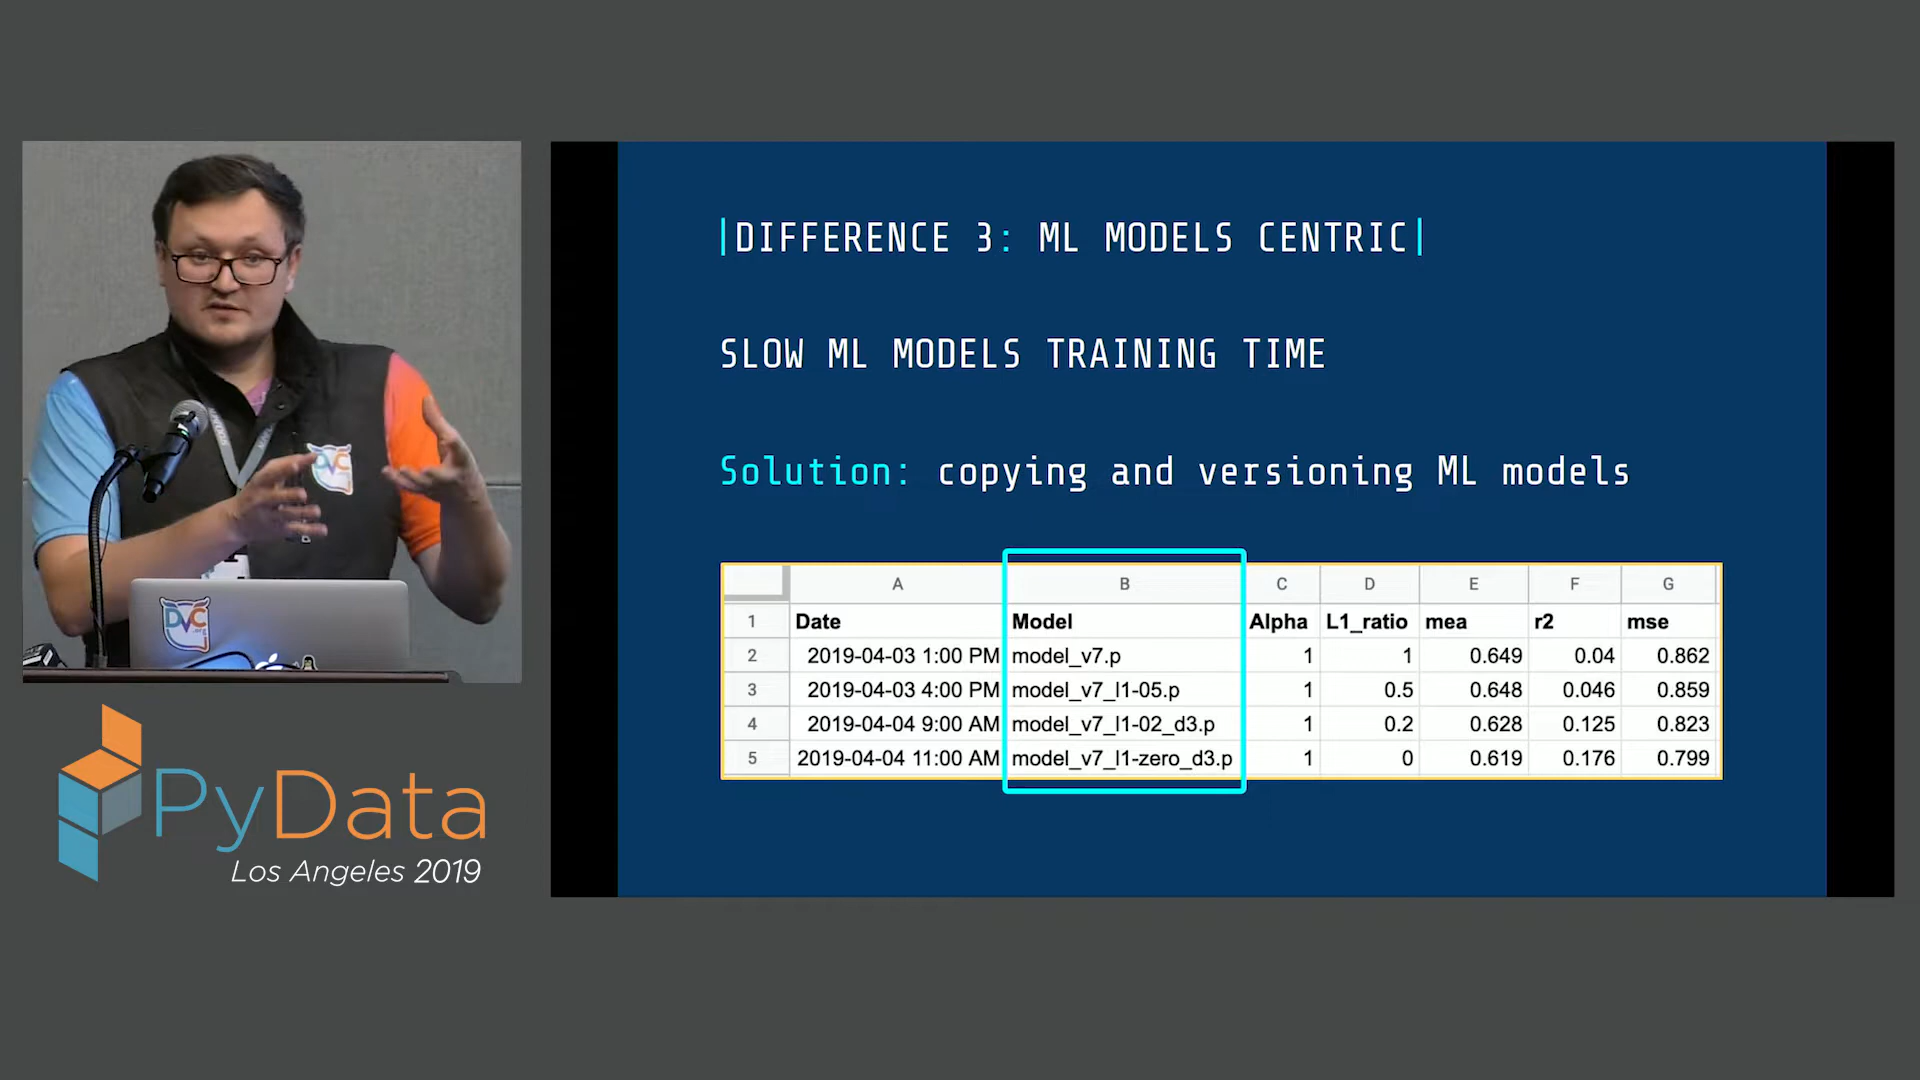 |DIFFERENCE 3: ML MODELS CENTRIC|
SLOW ML MODELS TRAINING TIME
Solution: copying and versioning ML models
A B C D E F G
1 Date Model Alpha L1_ratio mea r2 mse
2 2019-04-03 1:00 PM model_v7.p 1 1 0.649 0.04 0.862
3 2019-04-03 4:00 PM model_v7_l1-05.p 1 0.5 0.648 0.046 0.859
4 2019-04-04 9:00 AM model_v7_l1-02_d3.p 1 0.2 0.628 0.125 0.823
5 2019-04-04 11:00 AM model_v7_l1-zero_d3.p 1 0 0.619 0.176 0.799
DVC
DVC
PyData
Los Angeles 2019